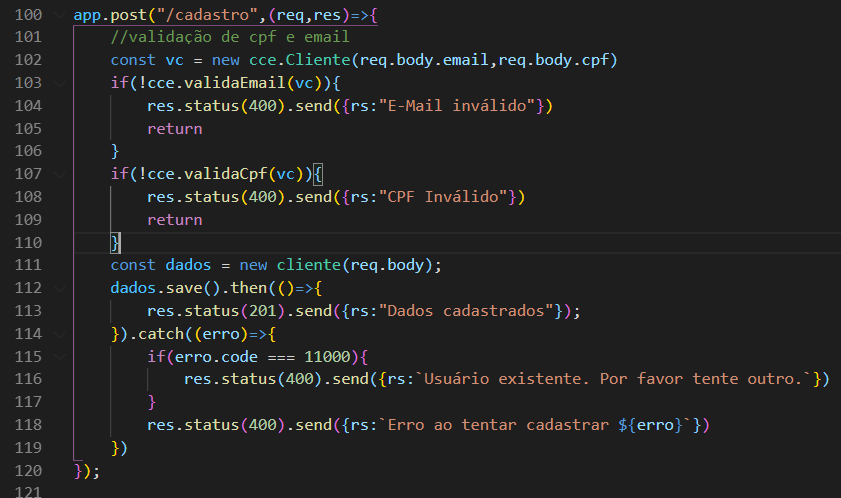 100 app.post("/cadastro",(req,res)=>{
101 //validação de cpf e email
102 const vc = new cce.Cliente(req.body.email,req.body.cpf)
103 if(!cce.validaEmail(vc)){
104 res.status(400).send({rs:"E-Mail inválido"})
105 return
106 }
107 if(!cce.validaCpf(vc)){
108 res.status(400).send({rs:"CPF Inválido"})
109 return
110 }
111 const dados = new cliente(req.body);
112 dados.save().then(()=>{
113 res.status(201).send({rs:"Dados cadastrados"});
114 }).catch((erro)=>{
115 if(erro.code === 11000){
116 res.status(400).send({rs:`Usuário existente. Por favor tente outro.`})
117 }
118 res.status(400).send({rs:`Erro ao tentar cadastrar ${erro}`})
119 })
120 });
121